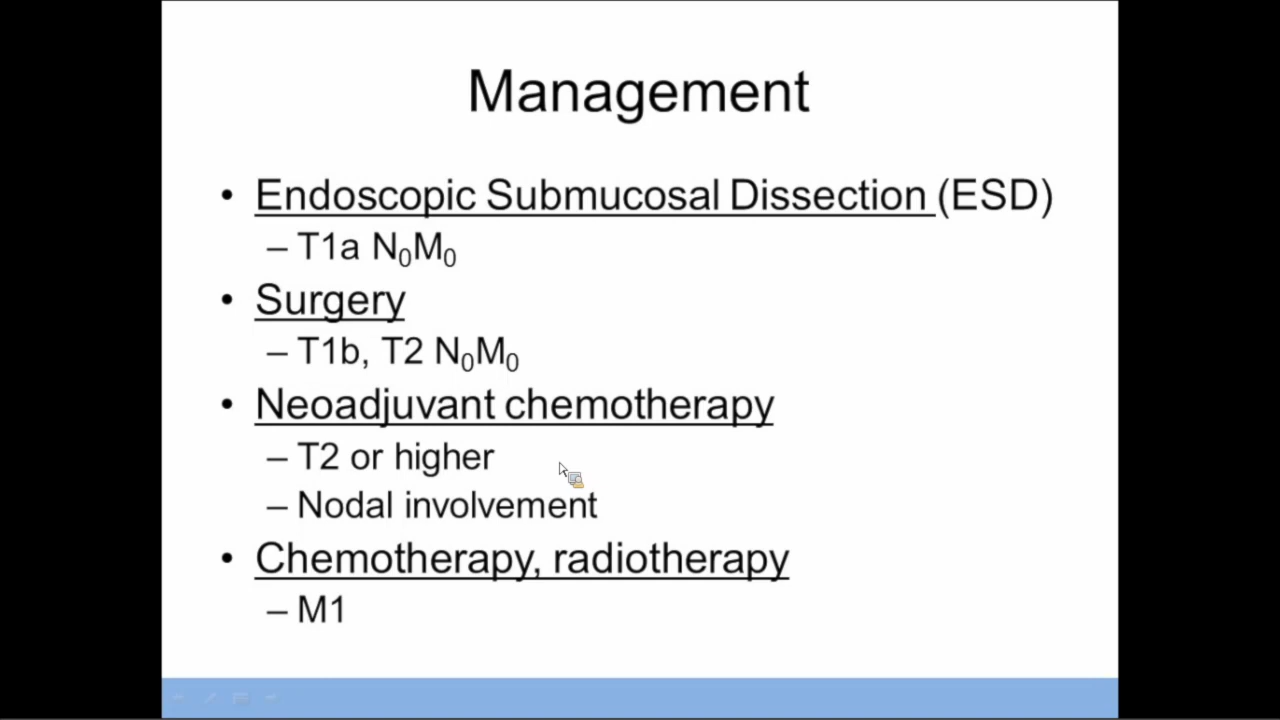 Management
• Endoscopic Submucosal Dissection (ESD)
– T1a N₀M₀
• Surgery
– T1b, T2 N₀M₀
• Neoadjuvant chemotherapy
– T2 or higher
– Nodal involvement
• Chemotherapy, radiotherapy
– M1